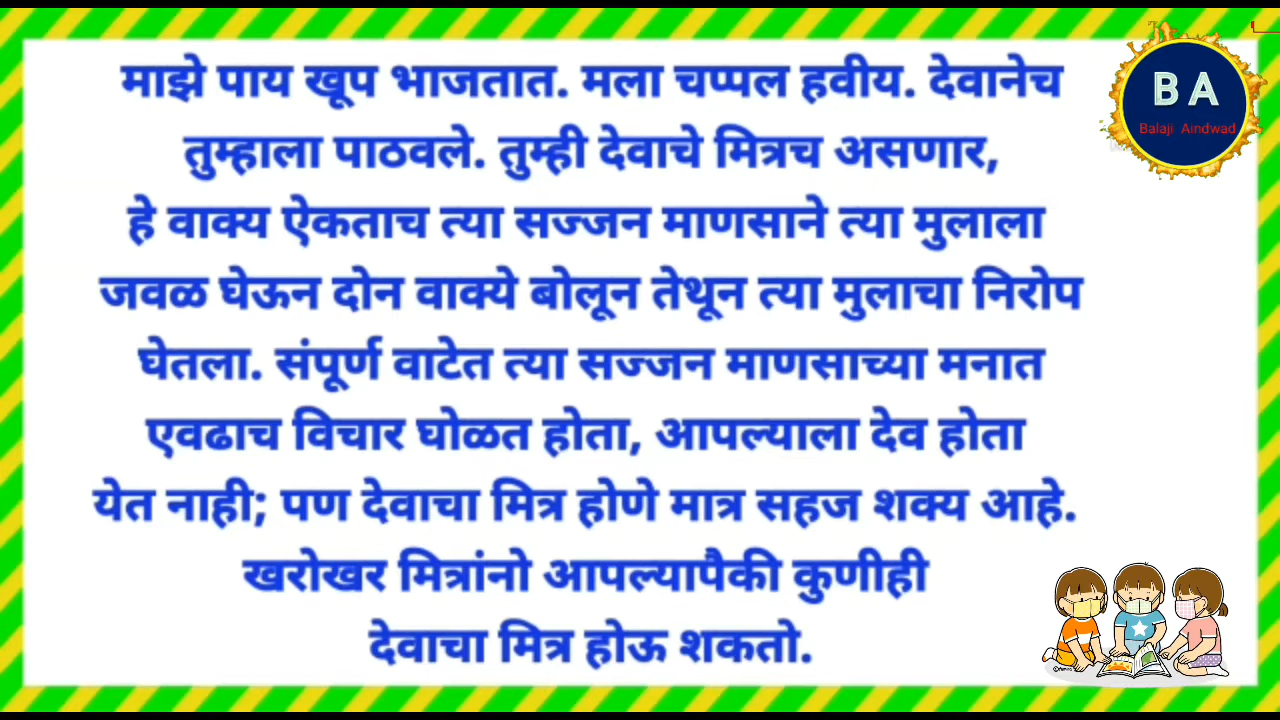 माझे पाय खूप भाजतात. मला चप्पल हवीय. देवानेच
तुम्हाला पाठवले. तुम्ही देवाचे मित्रच असणार,
हे वाक्य ऐकताच त्या सज्जन माणसाने त्या मुलाला
जवळ घेऊन दोन वाक्ये बोलून तेथून त्या मुलाचा निरोप
घेतला. संपूर्ण वाटेत त्या सज्जन माणसाच्या मनात
एवढाच विचार घोळत होता, आपल्याला देव होता
येत नाही; पण देवाचा मित्र होणे मात्र सहज शक्य आहे.
खरोखर मित्रांनो आपल्यापैकी कुणीही
देवाचा मित्र होऊ शकतो.
BA
Balaji Aindwad